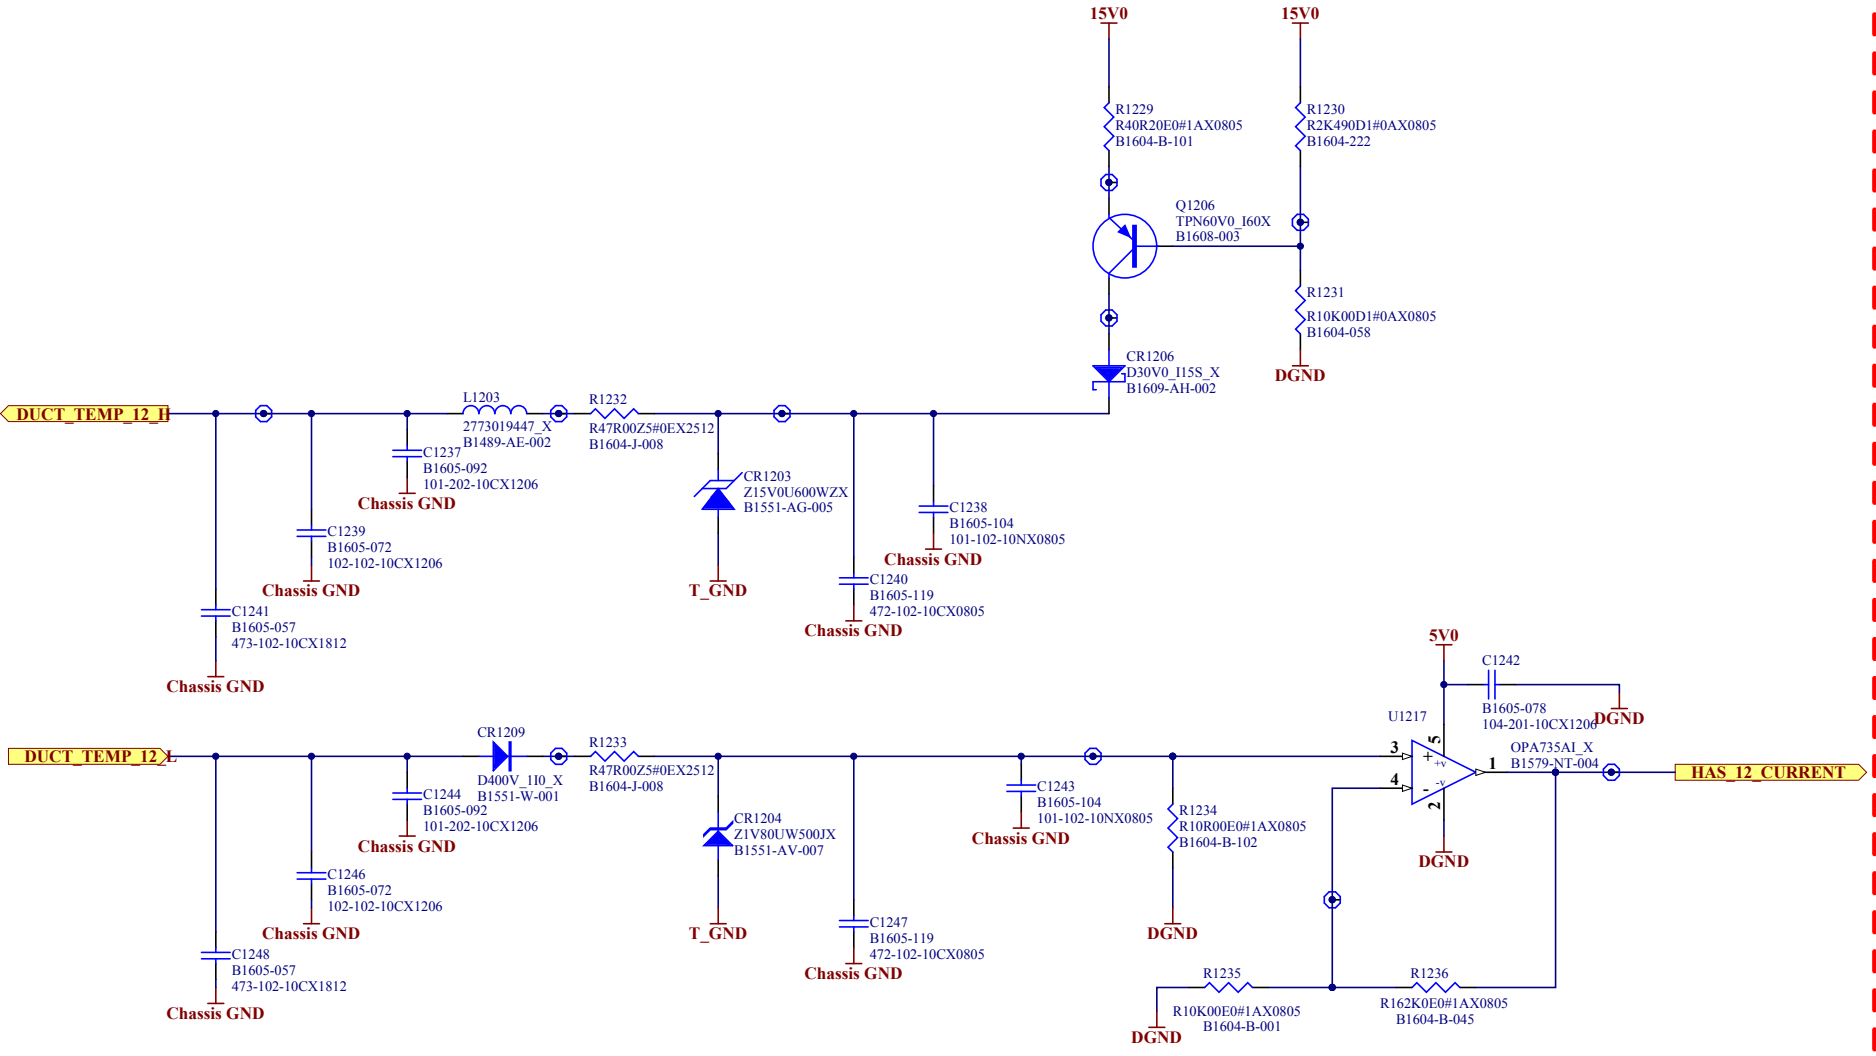 15V0
15V0
R1229
R40R20E0#1AX0805
B1604-B-101
R1230
R2K490D1#0AX0805
B1604-222
Q1206
TPN60V0_I60X
B1608-003
R1231
R10K00D1#0AX0805
B1604-058
DGND
CR1206
D30V0_I15S_X
B1609-AH-002
DUCT_TEMP_12_H
L1203
2773019447_X
B1489-AE-002
R1232
R47R00Z5#0EX2512
B1604-J-008
C1237
B1605-092
101-202-10CX1206
Chassis GND
CR1203
Z15V0U600WZX
B1551-AG-005
T_GND
C1238
B1605-104
101-102-10NX0805
Chassis GND
C1239
B1605-072
102-102-10CX1206
Chassis GND
C1240
B1605-119
472-102-10CX0805
Chassis GND
C1241
B1605-057
473-102-10CX1812
Chassis GND
5V0
C1242
B1605-078
104-201-10CX1206
DGND
U1217
OPA735AI_X
B1579-NT-004
3
4
5
2
1
+
-
+v
-v
DGND
HAS_12_CURRENT
DUCT_TEMP_12_L
CR1209
D400V_1I0_X
B1551-W-001
R1233
R47R00Z5#0EX2512
B1604-J-008
C1244
B1605-092
101-202-10CX1206
Chassis GND
CR1204
Z1V80UW500JX
B1551-AV-007
T_GND
C1243
B1605-104
101-102-10NX0805
Chassis GND
R1234
R10R00E0#1AX0805
B1604-B-102
DGND
C1246
B1605-072
102-102-10CX1206
Chassis GND
C1247
B1605-119
472-102-10CX0805
Chassis GND
C1248
B1605-057
473-102-10CX1812
Chassis GND
R1235
R10K00E0#1AX0805
B1604-B-001
DGND
R1236
R162K0E0#1AX0805
B1604-B-045